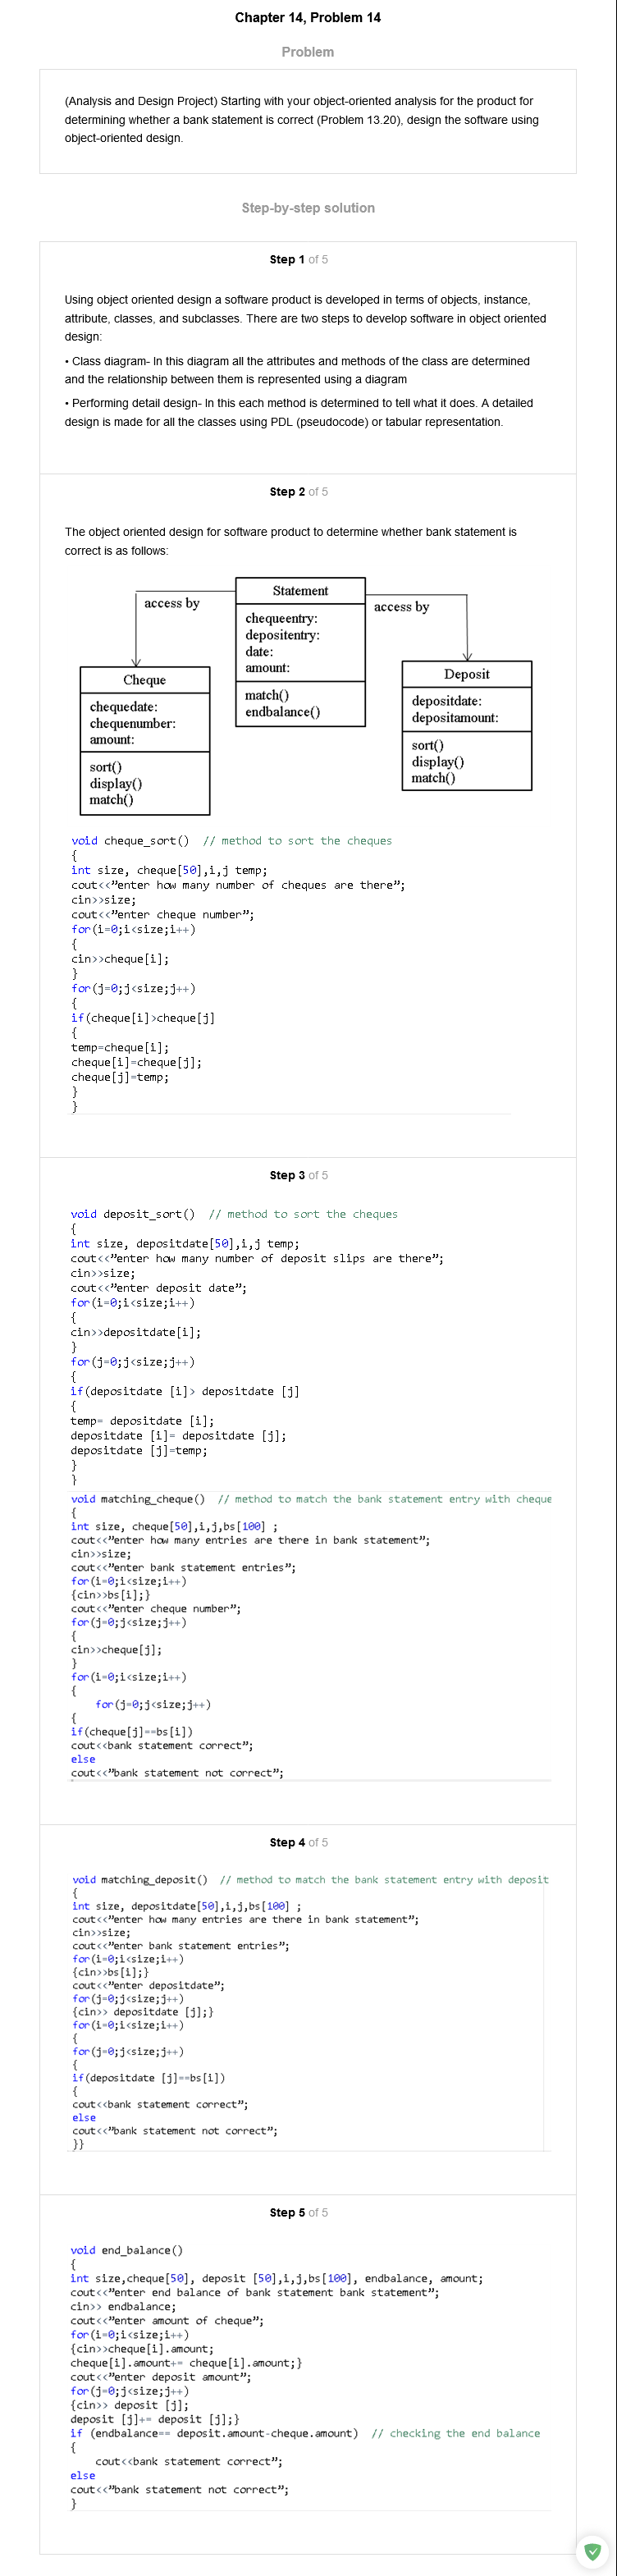 Chapter 14, Problem 14
Problem
(Analysis and Design Project) Starting with your object-oriented analysis for the product for
determining whether a bank statement is correct (Problem 13.20), design the software using
object-oriented design.
Step-by-step solution
Step 1 of 5
Using object oriented design a software product is developed in terms of objects, instance,
attribute, classes, and subclasses. There are two steps to develop software in object oriented
design:
• Class diagram- In this diagram all the attributes and methods of the class are determined
and the relationship between them is represented using a diagram
• Performing detail design- In this each method is determined to tell what it does. A detailed
design is made for all the classes using PDL (pseudocode) or tabular representation.
Step 2 of 5
The object oriented design for software product to determine whether bank statement is
correct is as follows:
Statement
chequeentry:
depositentry:
date:
amount:
match()
endbalance()
access by
access by
Cheque
chequedate:
chequenumber:
amount:
sort()
display()
match()
Deposit
depositdate:
depositamount:
sort()
display()
match()
void cheque_sort()  // method to sort the cheques
{
int size, cheque[50],i,j temp;
cout<<”enter how many number of cheques are there”;
cin>>size;
cout<<”enter cheque number”;
for(i=0;i<size;i++)
{
cin>>cheque[i];
}
for(j=0;j<size;j++)
{
if(cheque[i]>cheque[j]
{
temp=cheque[i];
cheque[i]=cheque[j];
cheque[j]=temp;
}
}
Step 3 of 5
void deposit_sort()  // method to sort the cheques
{
int size, depositdate[50],i,j temp;
cout<<”enter how many number of deposit slips are there”;
cin>>size;
cout<<”enter deposit date”;
for(i=0;i<size;i++)
{
cin>>depositdate[i];
}
for(j=0;j<size;j++)
{
if(depositdate [i]> depositdate [j]
{
temp= depositdate [i];
depositdate [i]= depositdate [j];
depositdate [j]=temp;
}
}
void matching_cheque()  // method to match the bank statement entry with cheque
{
int size, cheque[50],i,j,bs[100] ;
cout<<”enter how many entries are there in bank statement”;
cin>>size;
cout<<”enter bank statement entries”;
for(i=0;i<size;i++)
{cin>>bs[i];}
cout<<”enter cheque number”;
for(j=0;j<size;j++)
{
cin>>cheque[j];
}
for(i=0;i<size;i++)
{
for(j=0;j<size;j++)
{
if(cheque[j]==bs[i])
cout<<bank statement correct”;
else
cout<<”bank statement not correct”;
Step 4 of 5
void matching_deposit()  // method to match the bank statement entry with deposit
{
int size, depositdate[50],i,j,bs[100] ;
cout<<”enter how many entries are there in bank statement”;
cin>>size;
cout<<”enter bank statement entries”;
for(i=0;i<size;i++)
{cin>>bs[i];}
cout<<”enter depositdate”;
for(j=0;j<size;j++)
{cin>> depositdate [j];}
for(i=0;i<size;i++)
{
for(j=0;j<size;j++)
{
if(depositdate [j]==bs[i])
{
cout<<bank statement correct”;
else
cout<<”bank statement not correct”;
}}
Step 5 of 5
void end_balance()
{
int size,cheque[50], deposit [50],i,j,bs[100], endbalance, amount;
cout<<”enter end balance of bank statement bank statement”;
cin>> endbalance;
cout<<”enter amount of cheque”;
for(i=0;i<size;i++)
{cin>>cheque[i].amount;
cheque[i].amount+= cheque[i].amount;}
cout<<”enter deposit amount”;
for(j=0;j<size;j++)
{cin>> deposit [j];
deposit [j]+= deposit [j];}
if (endbalance== deposit.amount-cheque.amount)  // checking the end balance
{
cout<<bank statement correct”;
else
cout<<”bank statement not correct”;
}